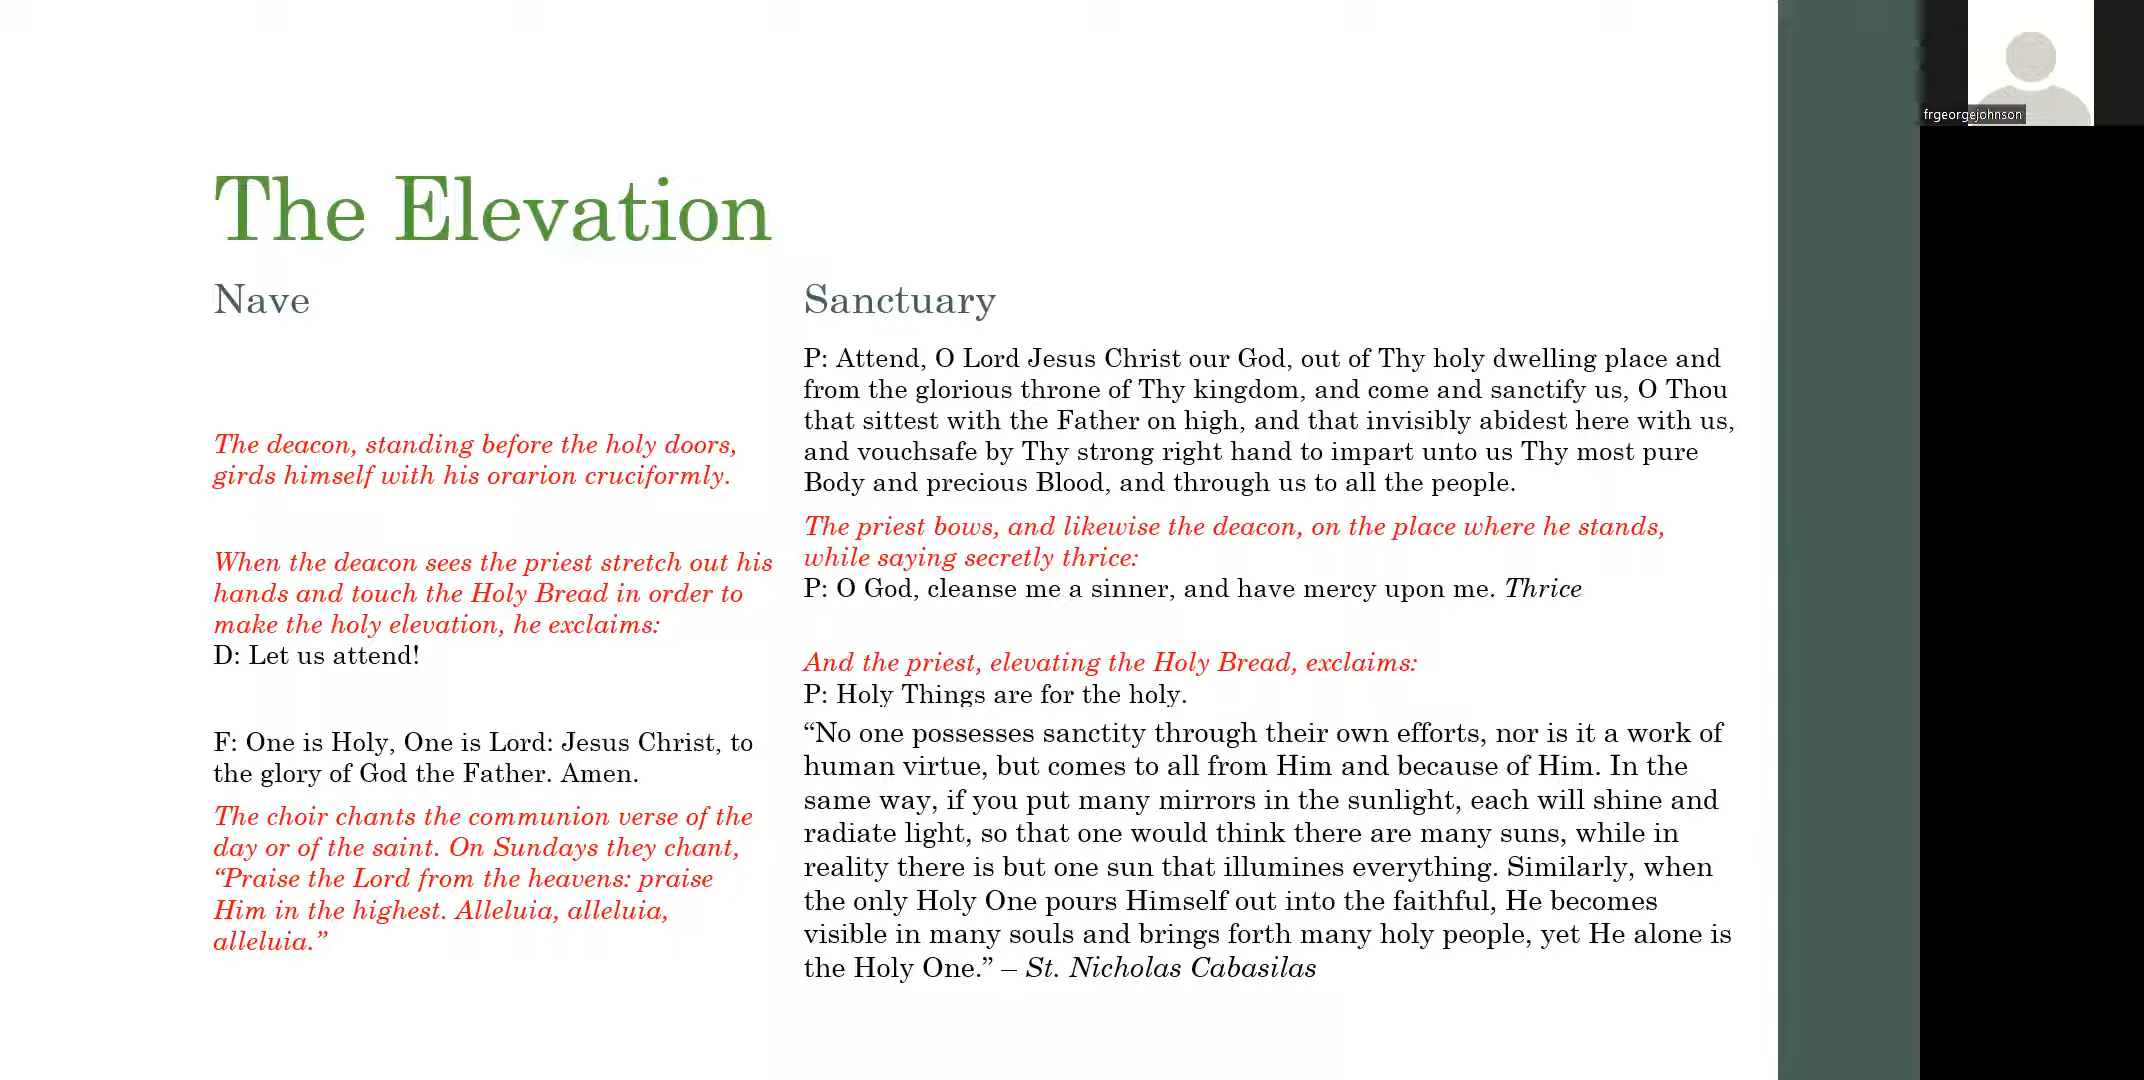 The Elevation
Nave
The deacon, standing before the holy doors,
girds himself with his orarion cruciformly.
When the deacon sees the priest stretch out his
hands and touch the Holy Bread in order to
make the holy elevation, he exclaims:
D: Let us attend!
F: One is Holy, One is Lord: Jesus Christ, to
the glory of God the Father. Amen.
The choir chants the communion verse of the
day or of the saint. On Sundays they chant,
“Praise the Lord from the heavens: praise
Him in the highest. Alleluia, alleluia,
alleluia.”
Sanctuary
P: Attend, O Lord Jesus Christ our God, out of Thy holy dwelling place and
from the glorious throne of Thy kingdom, and come and sanctify us, O Thou
that sittest with the Father on high, and that invisibly abidest here with us,
and vouchsafe by Thy strong right hand to impart unto us Thy most pure
Body and precious Blood, and through us to all the people.
The priest bows, and likewise the deacon, on the place where he stands,
while saying secretly thrice:
P: O God, cleanse me a sinner, and have mercy upon me. Thrice
And the priest, elevating the Holy Bread, exclaims:
P: Holy Things are for the holy.
“No one possesses sanctity through their own efforts, nor is it a work of
human virtue, but comes to all from Him and because of Him. In the
same way, if you put many mirrors in the sunlight, each will shine and
radiate light, so that one would think there are many suns, while in
reality there is but one sun that illumines everything. Similarly, when
the only Holy One pours Himself out into the faithful, He becomes
visible in many souls and brings forth many holy people, yet He alone is
the Holy One.” – St. Nicholas Cabasilas
frgeorgejohnson